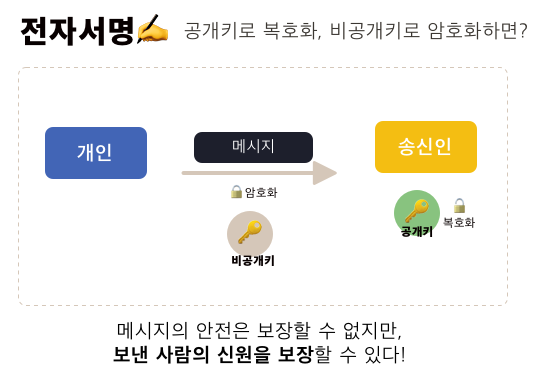 전자서명✍️ 공개키로 복호화, 비공개키로 암호화하면?
개인
메시지
송신인
🔒암호화
비공개키
공개키
복호화
메시지의 안전은 보장할 수 없지만,
보낸 사람의 신원을 보장할 수 있다!